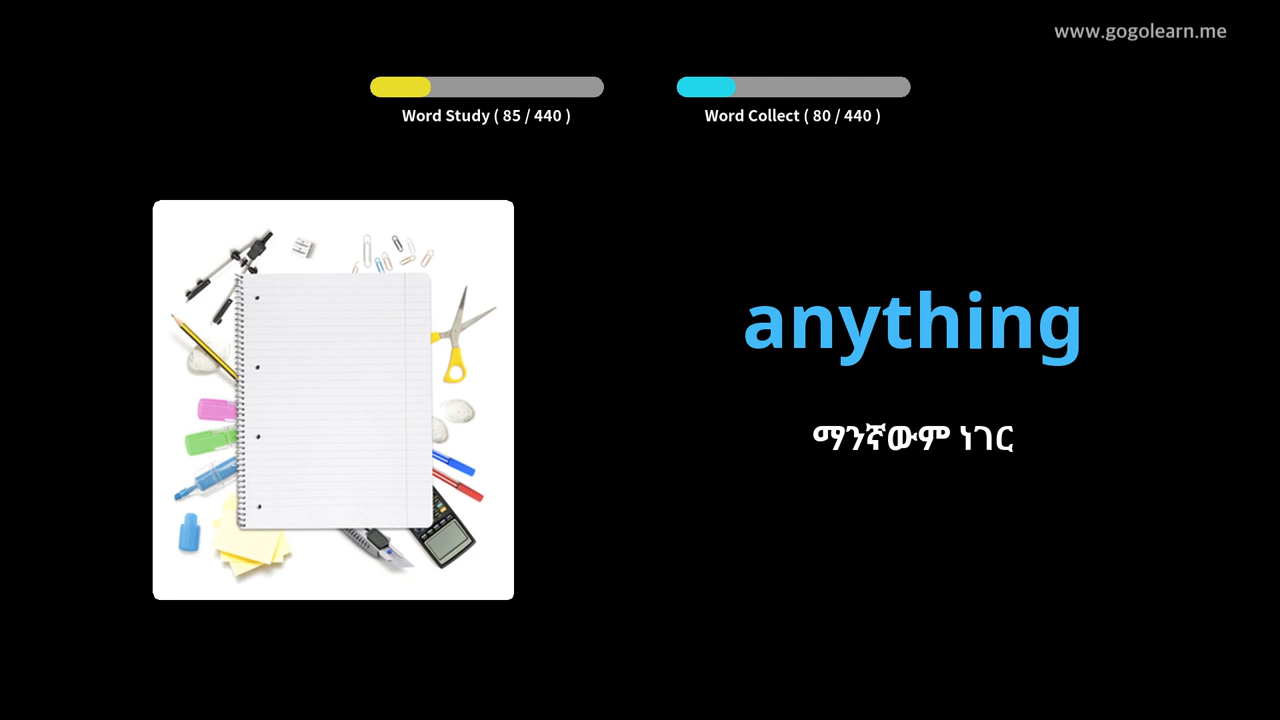 www.gogolearn.me
Word Study ( 85 / 440 )
Word Collect ( 80 / 440 )
anything
ማንኛውም ነገር